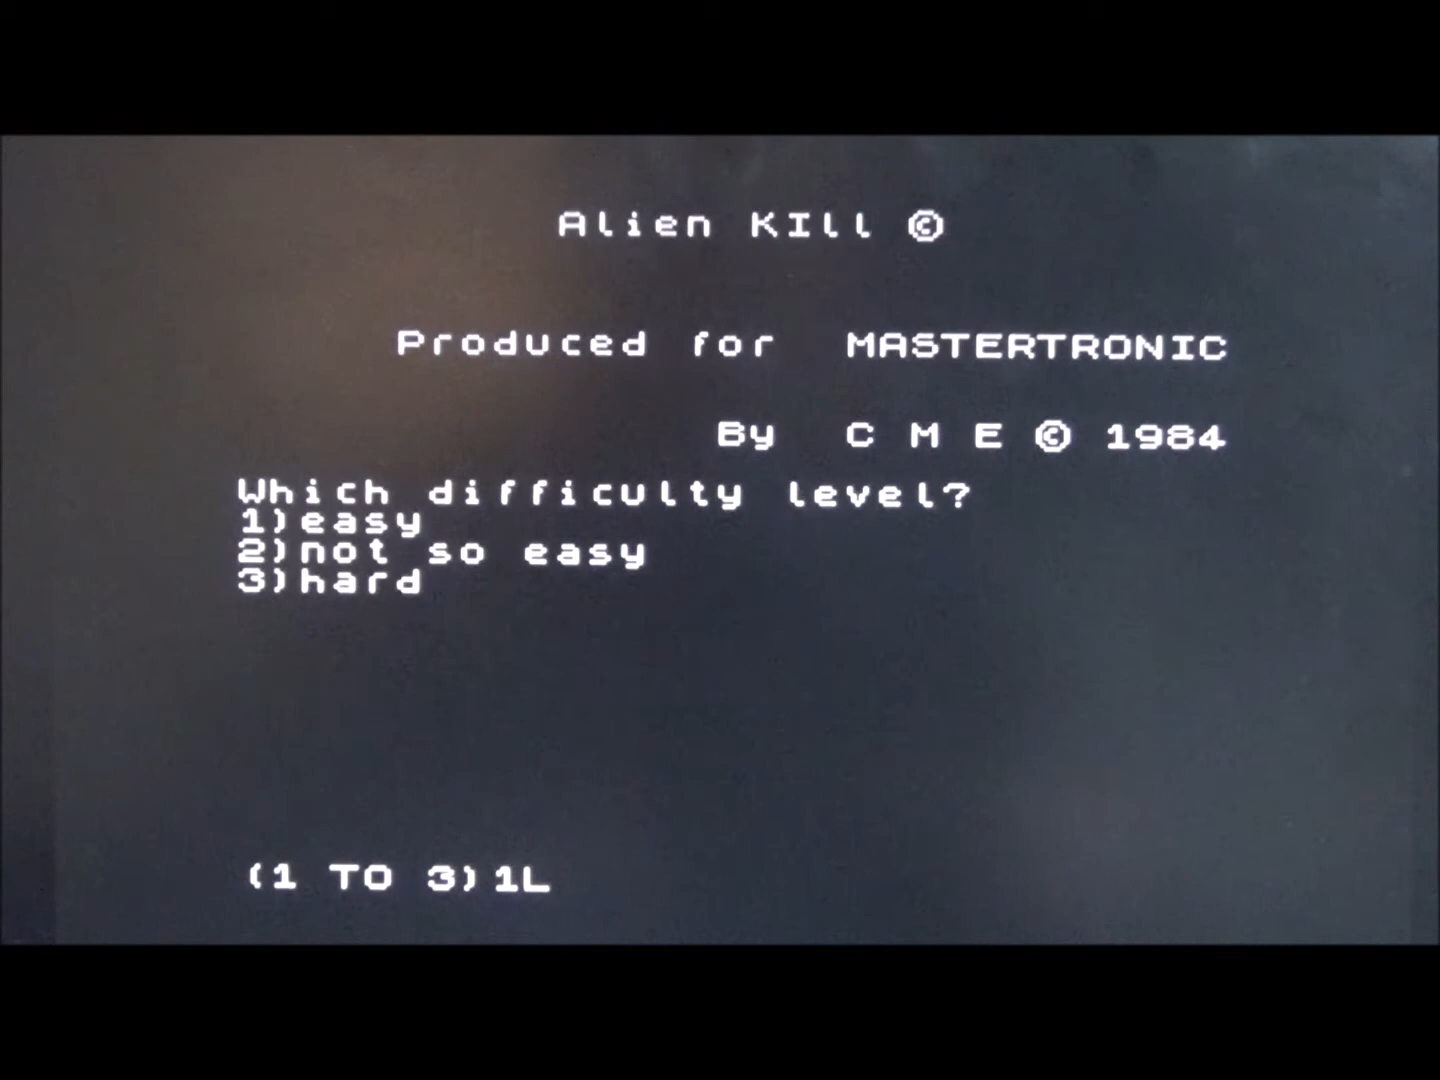 Alien KIll ©
Produced for MASTERTRONIC
By C M E © 1984
Which difficulty level?
1)easy
2)not so easy
3)hard
(1 TO 3)1L